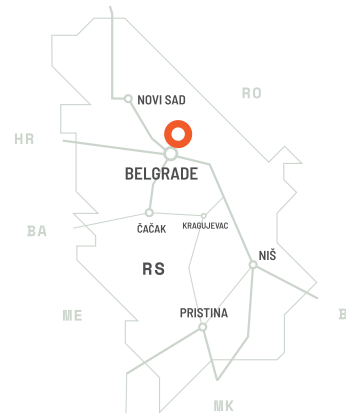 RO
NOVI SAD
HR
BELGRADE
BA
ČAČAK
KRAGUJEVAC
NIŠ
RS
ME
PRISTINA
B
MK